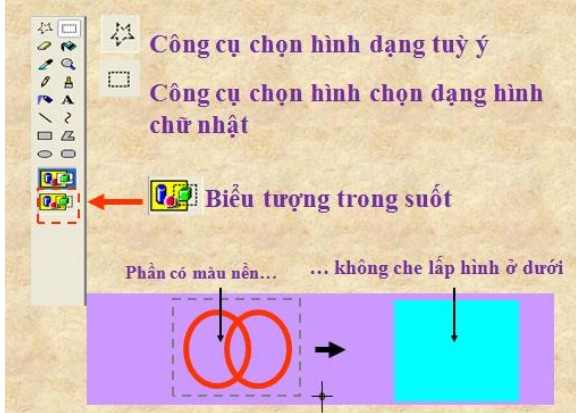 Công cụ chọn hình dạng tuỳ ý
Công cụ chọn hình chọn dạng hình
chữ nhật
Biểu tượng trong suốt
Phần có màu nền…
… không che lấp hình ở dưới